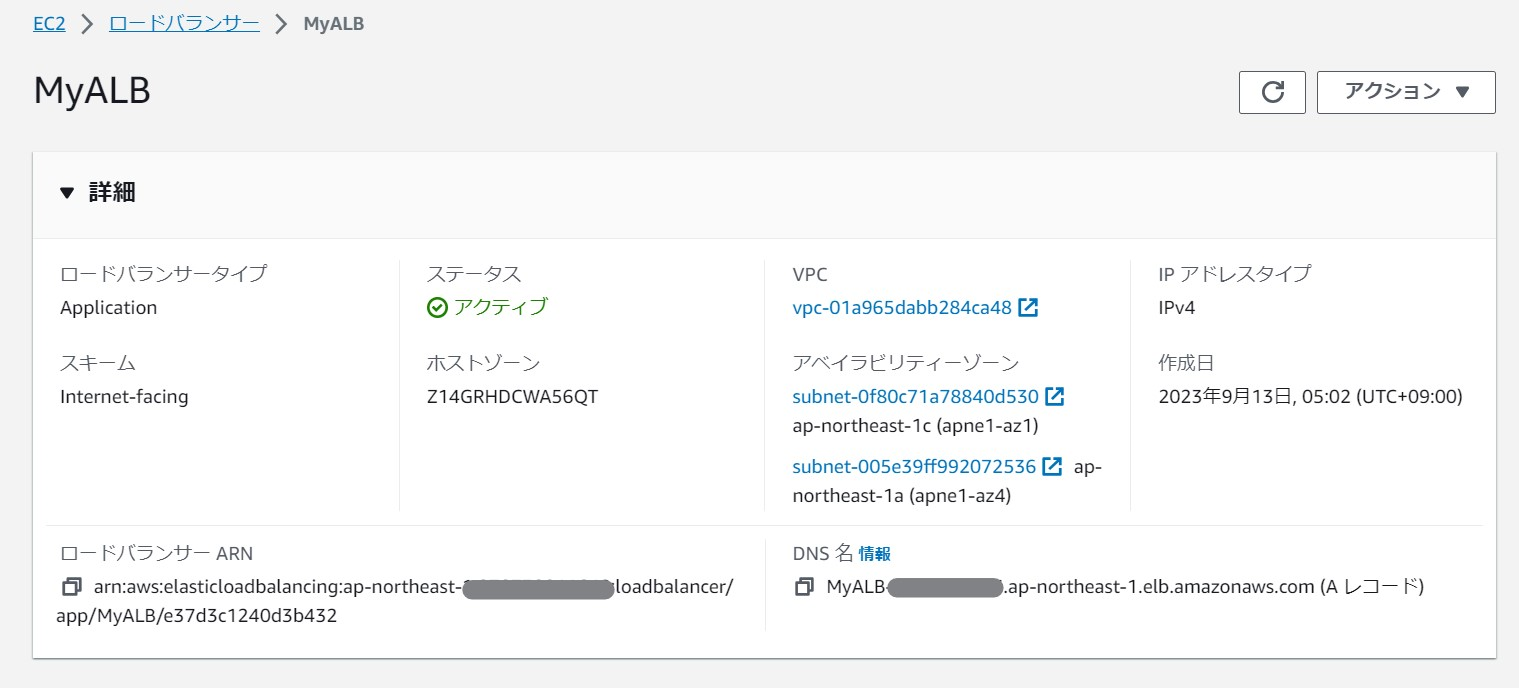 EC2 > ロードバランサー > MyALB
MyALB
アクション ▼
▼ 詳細
ロードバランサータイプ
Application
スキーム
Internet-facing
ステータス
アクティブ
ホストゾーン
Z14GRHDCWA56QT
VPC
vpc-01a965dabb284ca48
アベイラビリティーゾーン
subnet-0f80c71a78840d530
ap-northeast-1c (apne1-az1)
subnet-005e39ff992072536 ap-
northeast-1a (apne1-az4)
IP アドレスタイプ
IPv4
作成日
2023年9月13日, 05:02 (UTC+09:00)
ロードバランサー ARN
arn:aws:elasticloadbalancing:ap-northeast-loadbalancer/
app/MyALB/e37d3c1240d3b432
DNS 名 情報
MyALB-.ap-northeast-1.elb.amazonaws.com (A レコード)